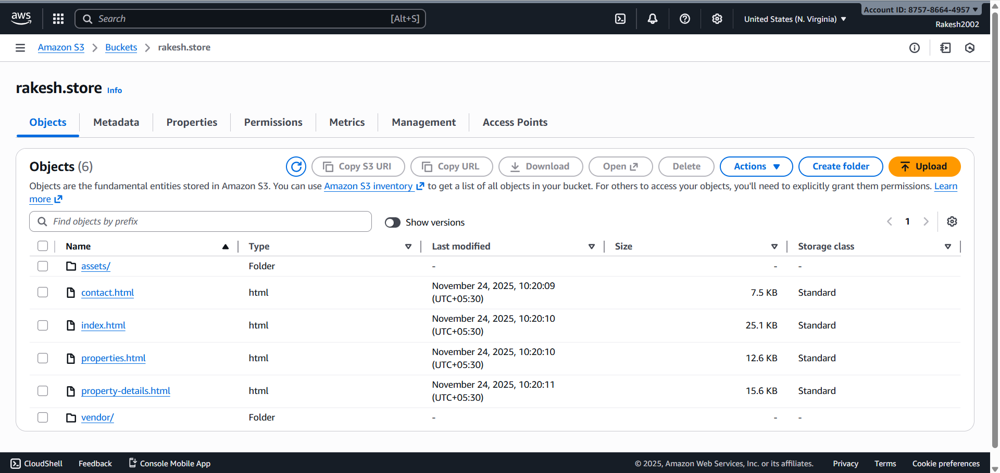 aws
Search [Alt+S]
United States (N. Virginia)
Account ID: 8757-8664-4957
Rakesh2002
Amazon S3 Buckets rakesh.store
rakesh.store Info
Objects Metadata Properties Permissions Metrics Management Access Points
Objects (6) Copy S3 URI Copy URL Download Open Delete Actions Create folder Upload
Objects are the fundamental entities stored in Amazon S3. You can use Amazon S3 inventory to get a list of all objects in your bucket. For others to access your objects, you'll need to explicitly grant them permissions. Learn
more
Find objects by prefix Show versions 1
Name Type Last modified Size Storage class
assets/ Folder - - -
contact.html html November 24, 2025, 10:20:09 (UTC+05:30) 7.5 KB Standard
index.html html November 24, 2025, 10:20:10 (UTC+05:30) 25.1 KB Standard
properties.html html November 24, 2025, 10:20:10 (UTC+05:30) 12.6 KB Standard
property-details.html html November 24, 2025, 10:20:11 (UTC+05:30) 15.6 KB Standard
vendor/ Folder - - -
CloudShell Feedback Console Mobile App © 2025, Amazon Web Services, Inc. or its affiliates. Privacy Terms Cookie preferences